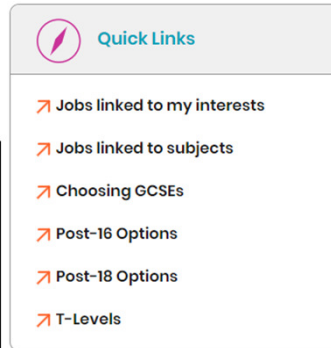 Quick Links
Jobs linked to my interests
Jobs linked to subjects
Choosing GCSEs
Post-16 Options
Post-18 Options
T-Levels